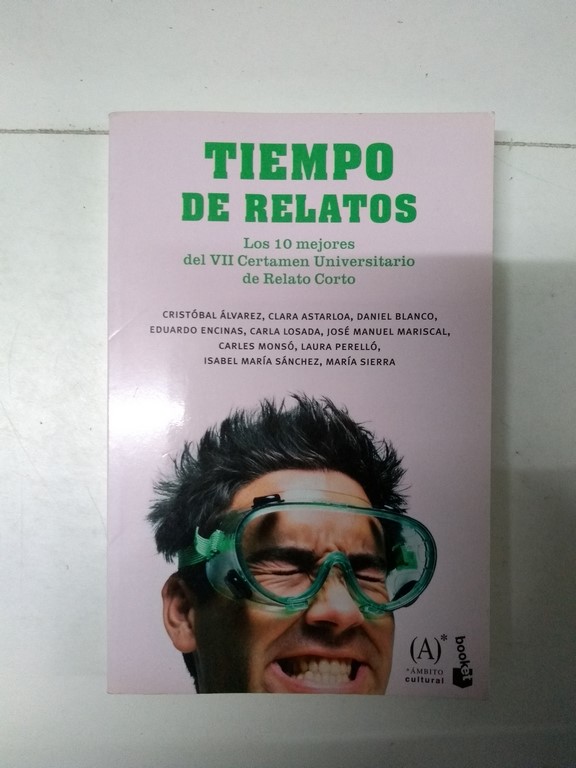 TIEMPO
DE RELATOS
Los 10 mejores
del VII Certamen Universitario
de Relato Corto
CRISTÓBAL ÁLVAREZ, CLARA ASTARLOA, DANIEL BLANCO,
EDUARDO ENCINAS, CARLA LOSADA, JOSÉ MANUEL MARISCAL,
CARLES MONSÓ, LAURA PERELLÓ,
ISABEL MARÍA SÁNCHEZ, MARÍA SIERRA
(A)*
*ÁMBITO
cultural
booket